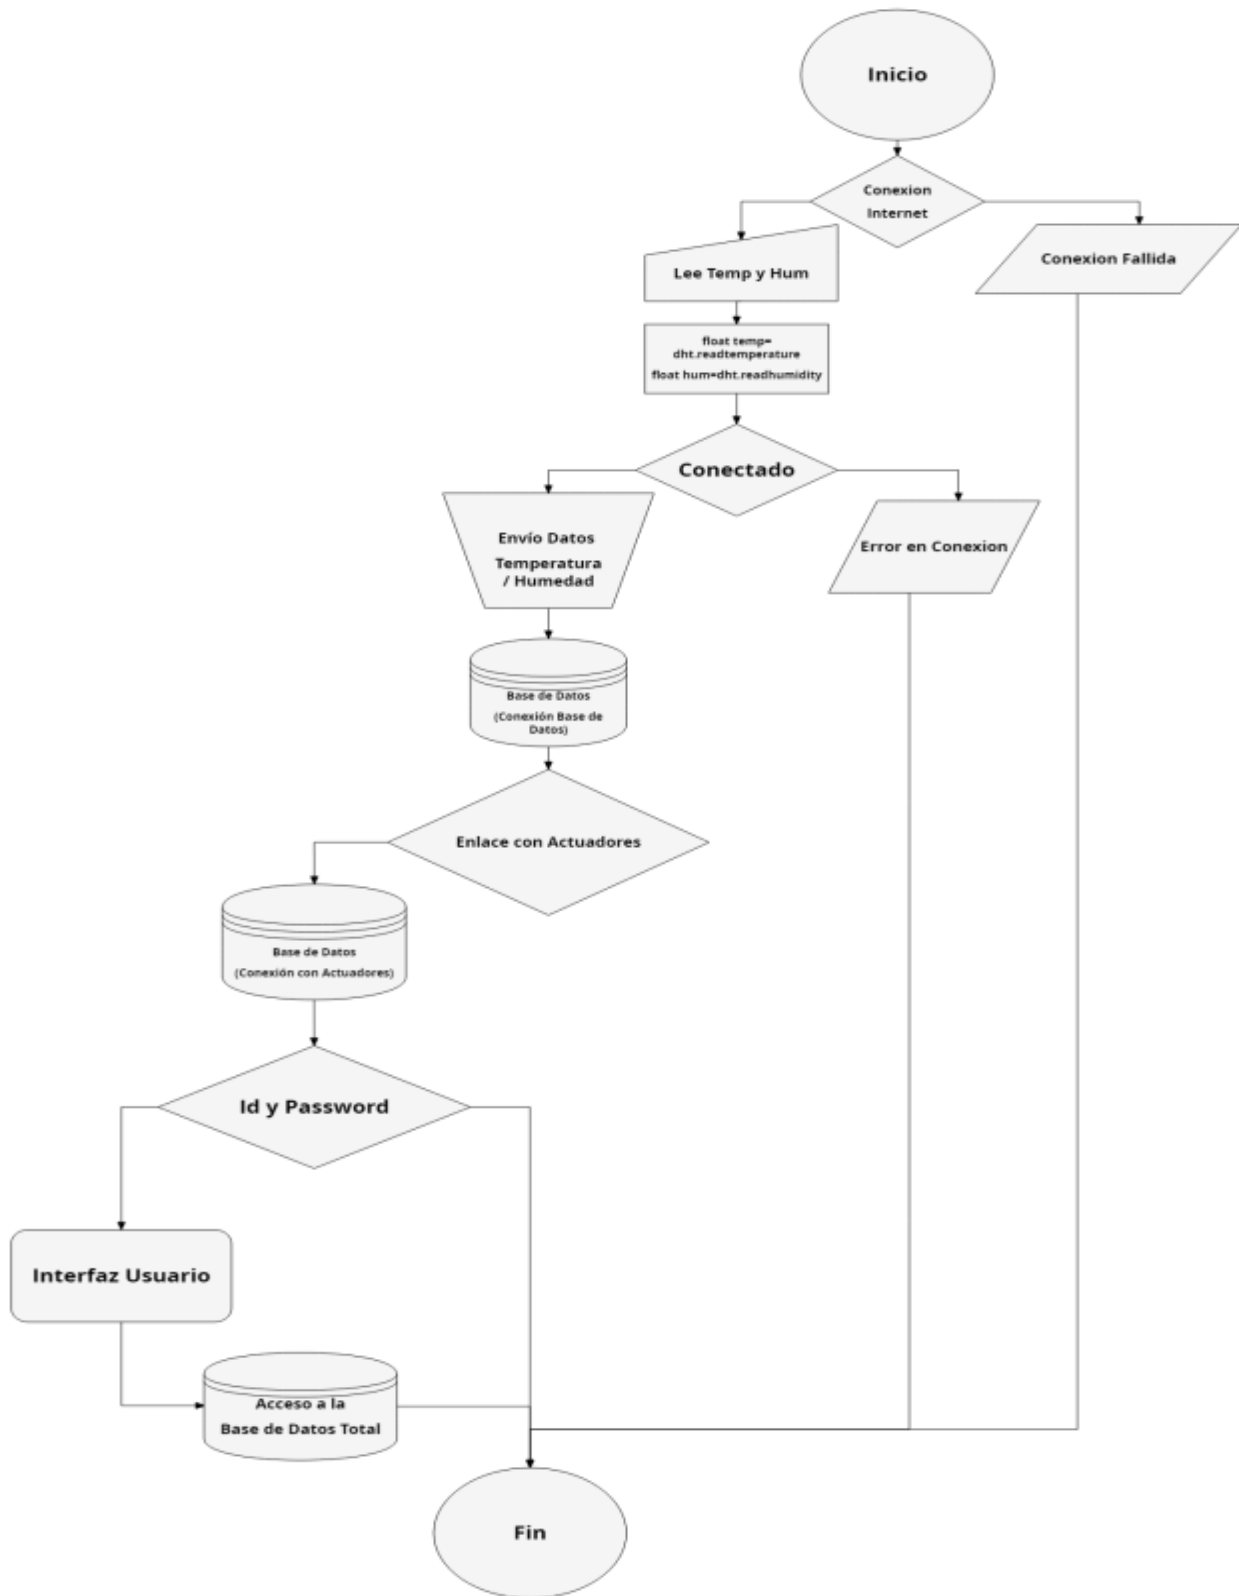 Inicio
Conexion
Internet
Conexion Fallida
Lee Temp y Hum
float temp=
dht.readtemperature
float hum=dht.readhumidity
Conectado
Envío Datos
Temperatura
/ Humedad
Error en Conexion
Base de Datos
(Conexión Base de
Datos)
Enlace con Actuadores
Base de Datos
(Conexión con Actuadores)
Id y Password
Interfaz Usuario
Acceso a la
Base de Datos Total
Fin